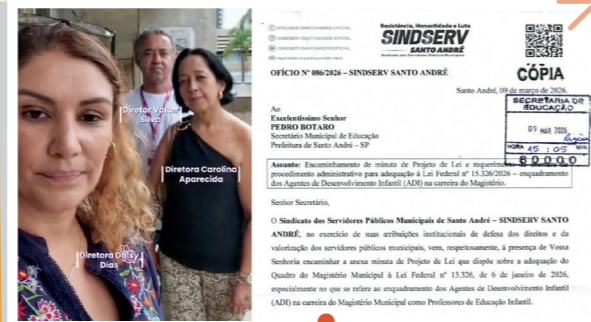 Diretor Valter
Silva
Diretora Carolina
Aparecida
Diretora Daisy
Dias
Resistência, Honestidade e Luta
SINDSERV
SANTO ANDRÉ
OFÍCIO Nº 086/2026 – SINDSERV SANTO ANDRÉ
CÓPIA
Santo André, 09 de março de 2026.
SECRETARIA DE
EDUCAÇÃO
09 MAR 2026
HORA 15:05 MIN
Ao
Excelentíssimo Senhor
PEDRO BOTARO
Secretário Municipal de Educação
Prefeitura de Santo André – SP
Assunto: Encaminhamento de minuta de Projeto de Lei e requerimento
procedimento administrativo para adequação à Lei Federal nº 15.326/2026 – enquadramento
dos Agentes de Desenvolvimento Infantil (ADI) na carreira do Magistério.
Senhor Secretário,
O Sindicato dos Servidores Públicos Municipais de Santo André – SINDSERV SANTO
ANDRÉ, no exercício de suas atribuições institucionais de defesa dos direitos e da
valorização dos servidores públicos municipais, vem, respeitosamente, à presença de Vossa
Senhoria encaminhar a anexa minuta de Projeto de Lei que dispõe sobre a adequação do
Quadro do Magistério Municipal à Lei Federal nº 15.326, de 6 de janeiro de 2026,
especialmente no que se refere ao enquadramento dos Agentes de Desenvolvimento Infantil
(ADI) na carreira do Magistério Municipal como Professores de Educação Infantil.